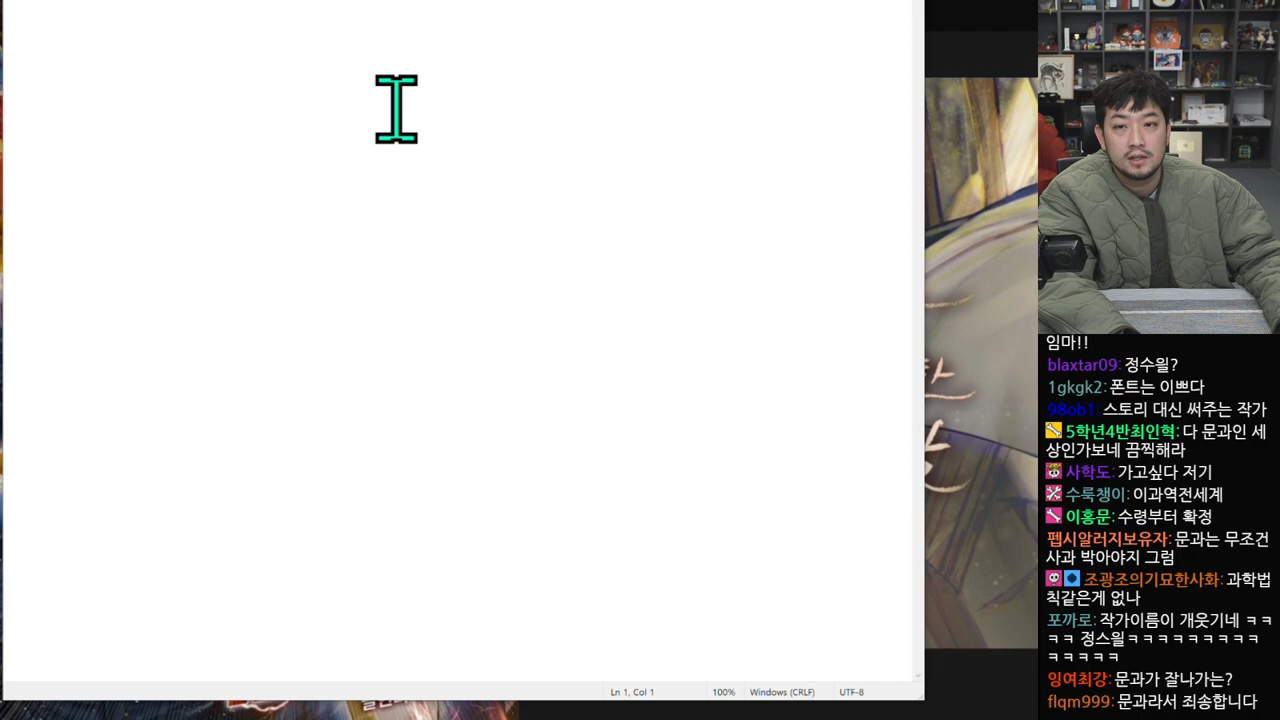 임마!!
blaxtar09: 정수윌?
1gkgk2: 폰트는 이쁘다
98ob1: 스토리 대신 써주는 작가
5학년4반최인혁: 다 문과인 세
상인가보네 끔찍해라
사학도: 가고싶다 저기
수룩챙이: 이과역전세계
이홍문: 수령부터 확정
펩시알러지보유자: 문과는 무조건
사과 박아야지 그럼
조광조의기묘한사화: 과학법
칙같은게 없나
포까로: 작가이름이 개웃기네 ㅋㅋ
ㅋㅋ 정스윌ㅋㅋㅋㅋㅋㅋㅋㅋㅋ
ㅋㅋㅋㅋㅋㅋ
잉여최강: 문과가 잘나가는?
flqm999: 문과라서 죄송합니다
Ln 1, Col 1
100%
Windows (CRLF)
UTF-8